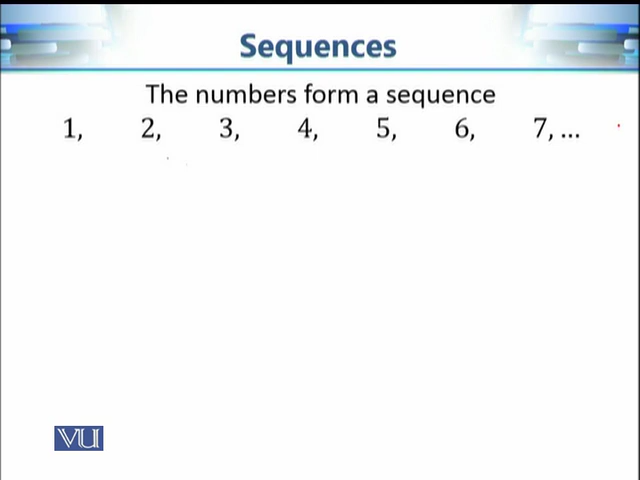 Sequences
The numbers form a sequence
1, 2, 3, 4, 5, 6, 7, ...
VU